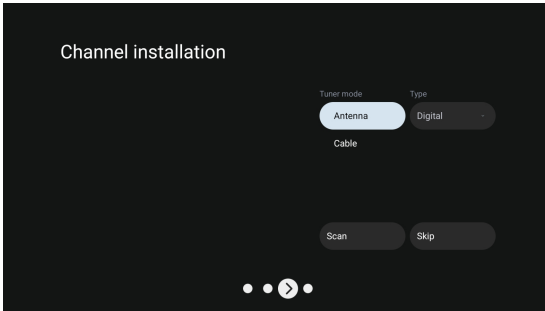 Channel installation
Tuner mode Type
Antenna Digital
Cable
Scan Skip